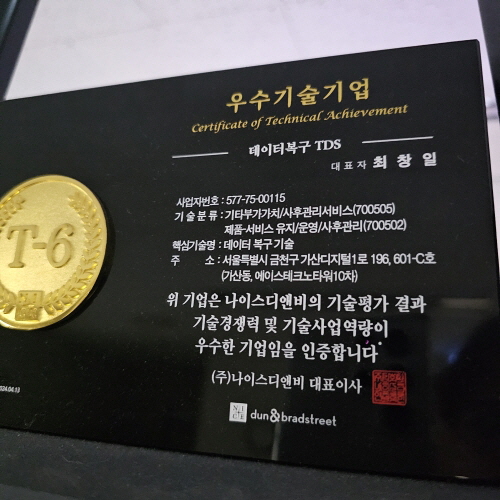 우수기술기업
Certificate of Technical Achievement
데이터복구 TDS
대표자 최창일
사업자번호 : 577-75-00115
기술분류 : 기타부가가치/사후관리서비스(700505)
제품-서비스 유지/운영/사후관리(700502)
핵심기술명 : 데이터 복구 기술
주 소 : 서울특별시 금천구 가산디지털1로 196, 601-C호
(가산동, 에이스테크노타워10차)
T-6
위 기업은 나이스디앤비의 기술평가 결과
기술경쟁력 및 기술사업역량이
우수한 기업임을 인증합니다
(주)나이스디앤비 대표이사
024.04.13
NICE dun & bradstreet